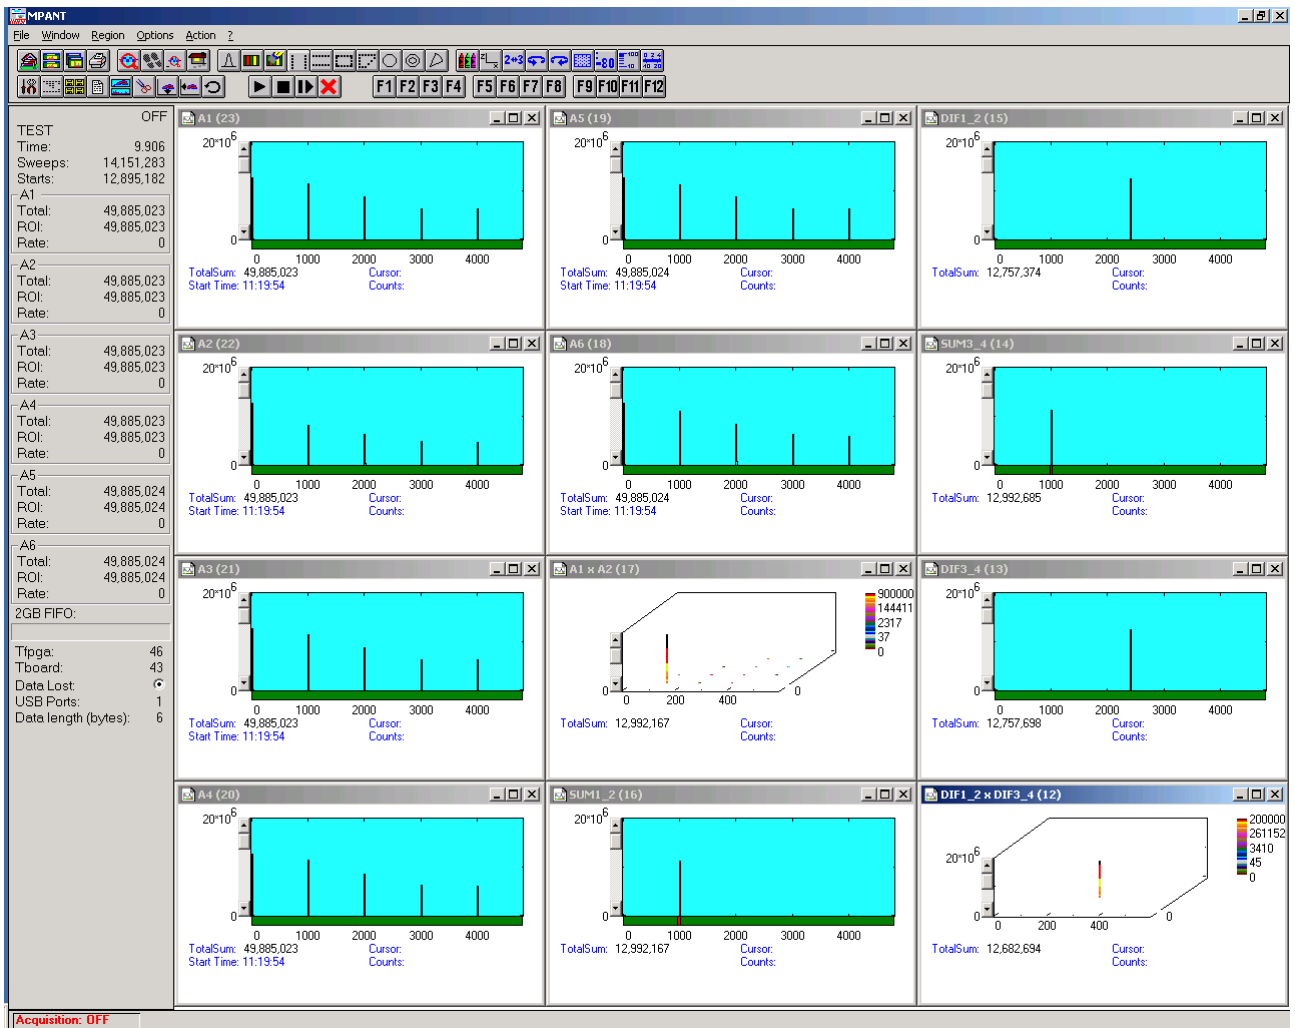 MPANT
File Window Region Options Action ?
2↔3 80 100 10 0 2 4 40 20
F1 F2 F3 F4 F5 F6 F7 F8 F9 F10 F11 F12
OFF
TEST
Time: 9.906
Sweeps: 14,151,283
Starts: 12,895,182
A1
Total: 49,885,023
ROI: 49,885,023
Rate: 0
A2
Total: 49,885,023
ROI: 49,885,023
Rate: 0
A3
Total: 49,885,023
ROI: 49,885,023
Rate: 0
A4
Total: 49,885,023
ROI: 49,885,023
Rate: 0
A5
Total: 49,885,024
ROI: 49,885,024
Rate: 0
A6
Total: 49,885,024
ROI: 49,885,024
Rate: 0
2GB FIFO:
Tfpga: 46
Tboard: 43
Data Lost:
USB Ports: 1
Data length (bytes): 6
A1 (23)
20*10^6
0
0 1000 2000 3000 4000
TotalSum: 49,885,023 Cursor:
Start Time: 11:19:54 Counts:
A5 (19)
20*10^6
0
0 1000 2000 3000 4000
TotalSum: 49,885,024 Cursor:
Start Time: 11:19:54 Counts:
DIF1_2 (15)
20*10^6
0
0 1000 2000 3000 4000
TotalSum: 12,757,374 Cursor:
Counts:
A2 (22)
20*10^6
0
0 1000 2000 3000 4000
TotalSum: 49,885,023 Cursor:
Start Time: 11:19:54 Counts:
A6 (18)
20*10^6
0
0 1000 2000 3000 4000
TotalSum: 49,885,024 Cursor:
Start Time: 11:19:54 Counts:
SUM3_4 (14)
20*10^6
0
0 1000 2000 3000 4000
TotalSum: 12,992,685 Cursor:
Counts:
A3 (21)
20*10^6
0
0 1000 2000 3000 4000
TotalSum: 49,885,023 Cursor:
Start Time: 11:19:54 Counts:
A1 x A2 (17)
900000
144411
2317
37
0
0
0 200 400 0
TotalSum: 12,992,167 Cursor:
Counts:
DIF3_4 (13)
20*10^6
0
0 1000 2000 3000 4000
TotalSum: 12,757,698 Cursor:
Counts:
A4 (20)
20*10^6
0
0 1000 2000 3000 4000
TotalSum: 49,885,023 Cursor:
Start Time: 11:19:54 Counts:
SUM1_2 (16)
20*10^6
0
0 1000 2000 3000 4000
TotalSum: 12,992,167 Cursor:
Counts:
DIF1_2 x DIF3_4 (12)
200000
261152
3410
45
0
20*10^6
0
0 200 400 0
TotalSum: 12,682,694 Cursor:
Counts:
Acquisition: OFF